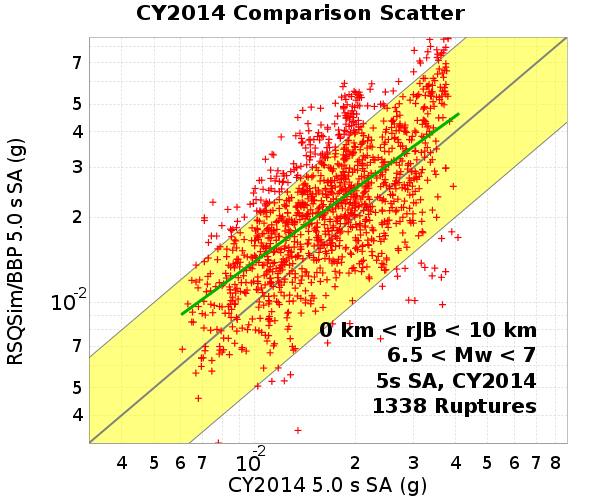 CY2014 Comparison Scatter
RSQSim/BBP 5.0 s SA (g)
7
5
4
3
2
10-2
7
5
4
0 km < rJB < 10 km
6.5 < Mw < 7
5s SA, CY2014
1338 Ruptures
4 5 6 7 10-2 2 3 4 5 6 7 8
CY2014 5.0 s SA (g)